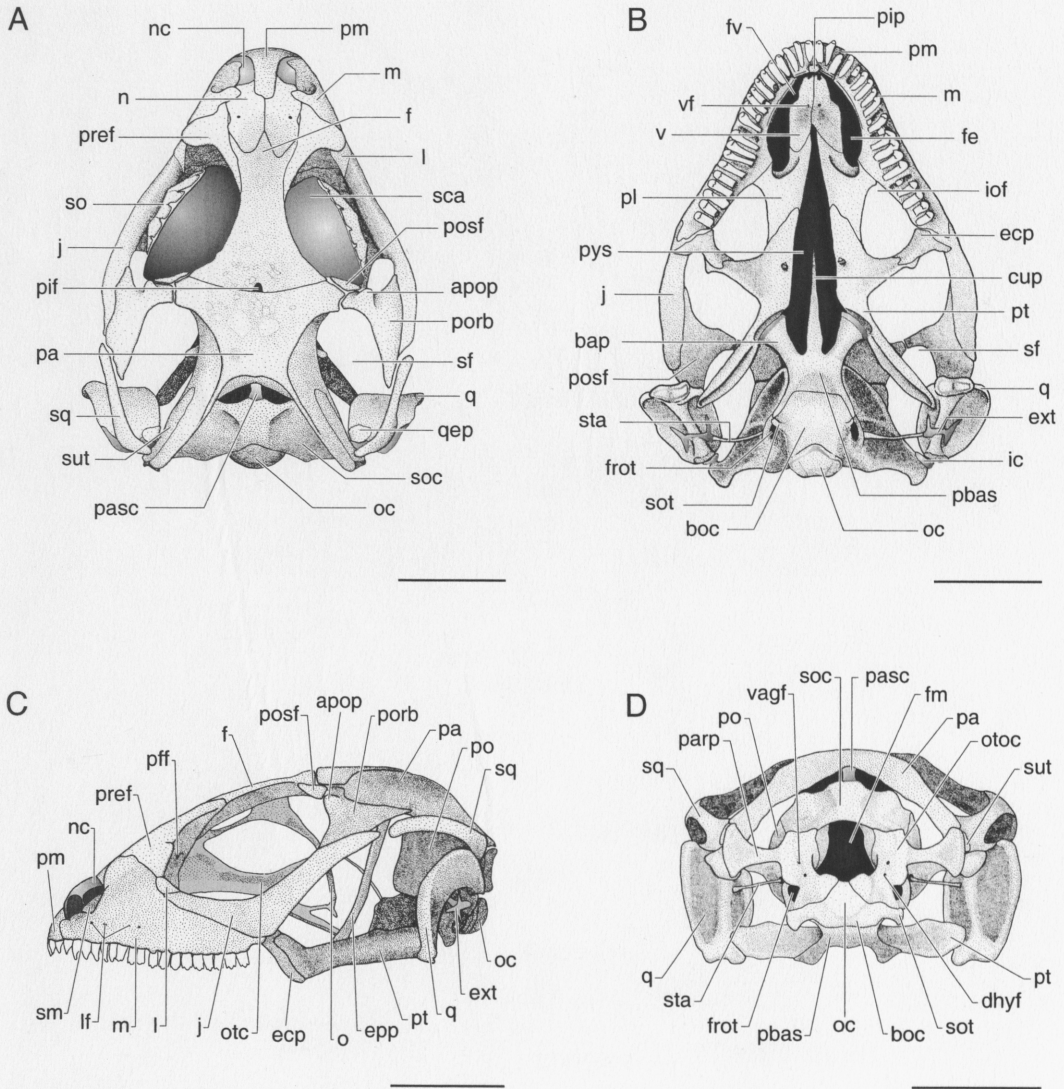 A
nc
pm
m
n
f
pref
l
so
sca
posf
j
pif
apop
porb
pa
sf
sq
q
qep
sut
soc
pasc
oc
B
pip
fv
pm
m
vf
v
fe
pl
iof
ecp
pys
cup
j
pt
bap
sf
posf
q
sta
ext
frot
ic
sot
pbas
boc
oc
C
posf
apop
porb
f
pa
pff
po
pref
sq
nc
pm
sm
lf
m
l
j
otc
ecp
o
epp
pt
q
ext
oc
D
soc
pasc
vagf
fm
po
pa
parp
otoc
sq
sut
q
pt
sta
dhyf
frot
sot
pbas
oc
boc